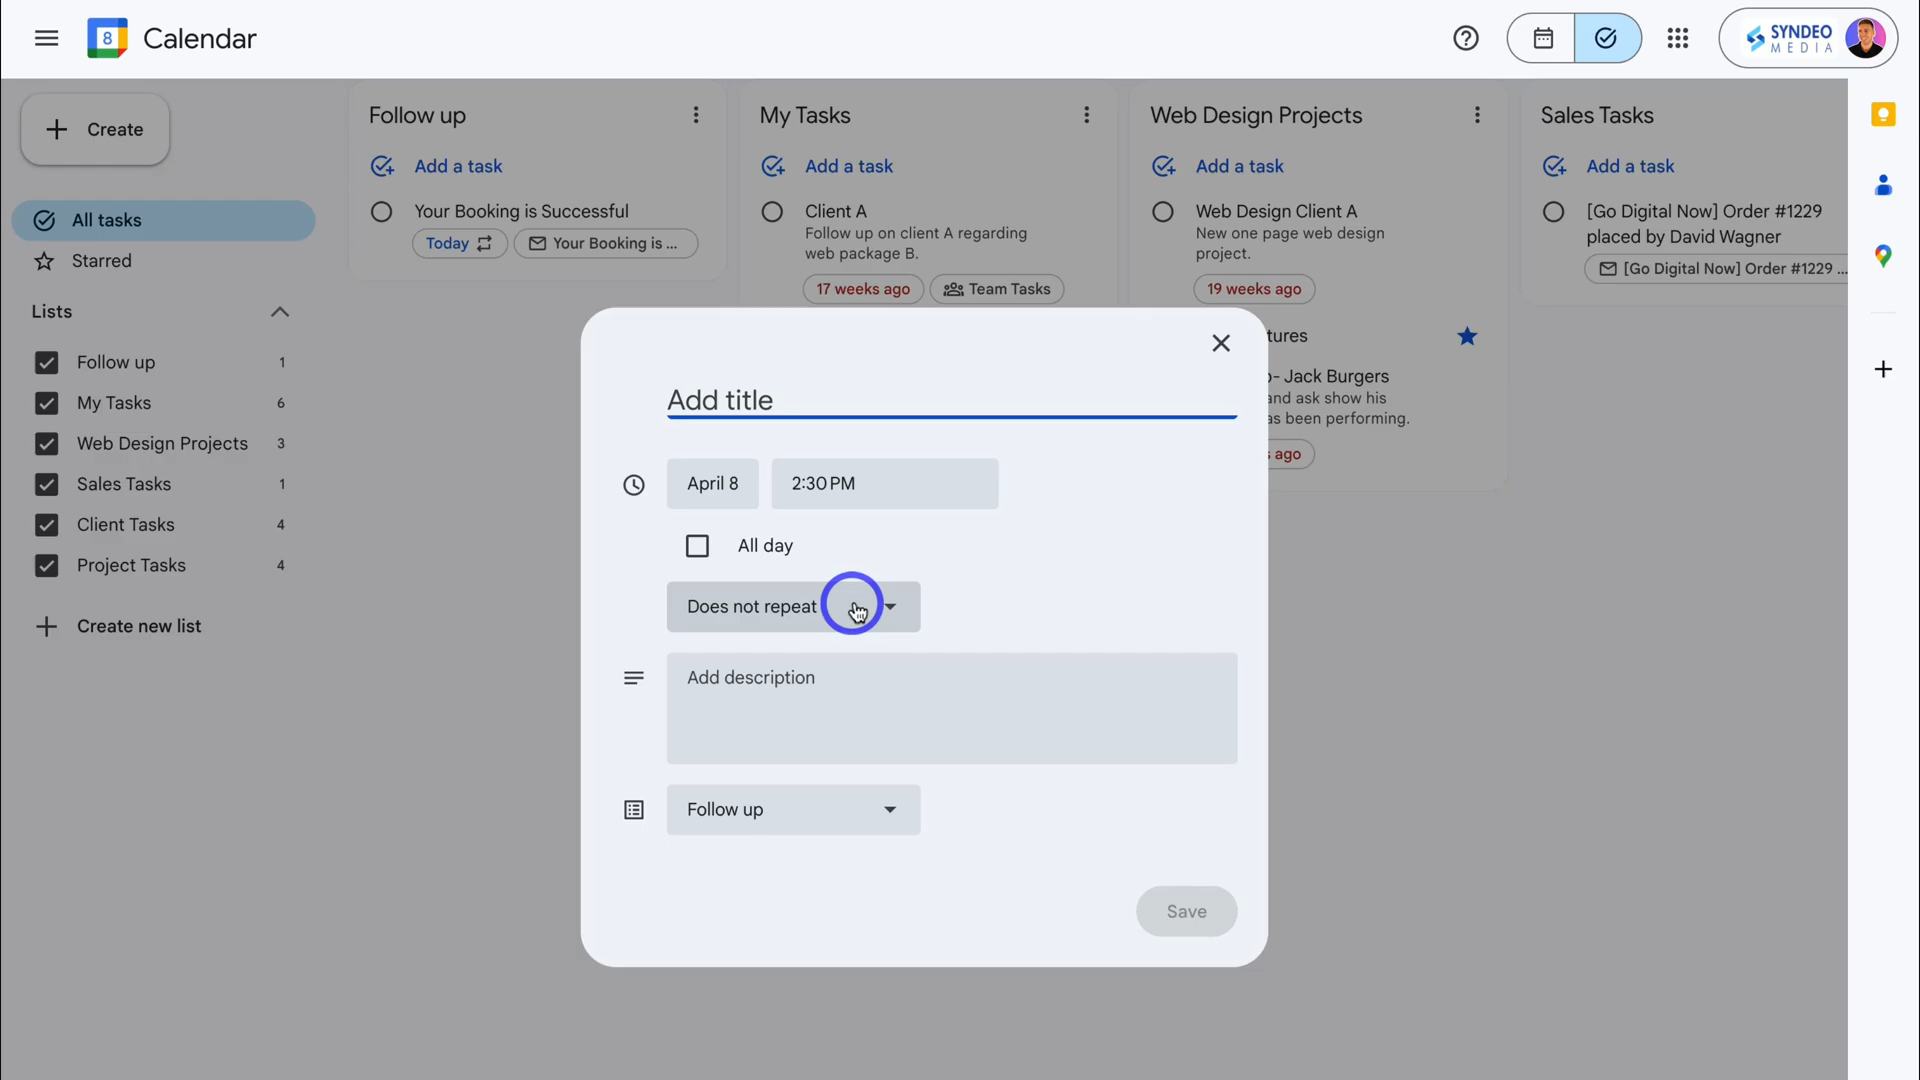 8
Calendar
SYNDEO
MEDIA
Create
All tasks
Starred
Lists
Follow up 1
My Tasks 6
Web Design Projects 3
Sales Tasks 1
Client Tasks 4
Project Tasks 4
Create new list
Follow up
Add a task
Your Booking is Successful
Today
Your Booking is ...
My Tasks
Add a task
Client A
Follow up on client A regarding
web package B.
17 weeks ago
Team Tasks
Web Design Projects
Add a task
Web Design Client A
New one page web design
project.
19 weeks ago
tures
- Jack Burgers
and ask show his
as been performing.
s ago
Sales Tasks
Add a task
[Go Digital Now] Order #1229
placed by David Wagner
[Go Digital Now] Order #1229 ...
Add title
April 8
2:30 PM
All day
Does not repeat
Add description
Follow up
Save